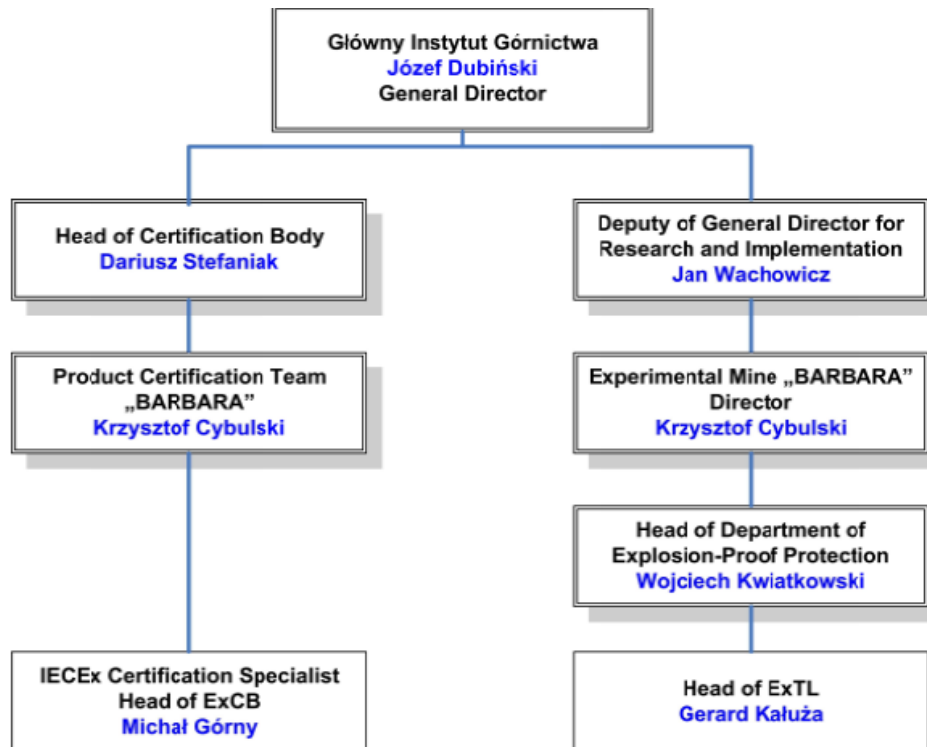 Główny Instytut Górnictwa
Józef Dubiński
General Director
Head of Certification Body
Dariusz Stefaniak
Deputy of General Director for
Research and Implementation
Jan Wachowicz
Product Certification Team
„BARBARA”
Krzysztof Cybulski
Experimental Mine „BARBARA”
Director
Krzysztof Cybulski
Head of Department of
Explosion-Proof Protection
Wojciech Kwiatkowski
IECEx Certification Specialist
Head of ExCB
Michał Górny
Head of ExTL
Gerard Kałuża